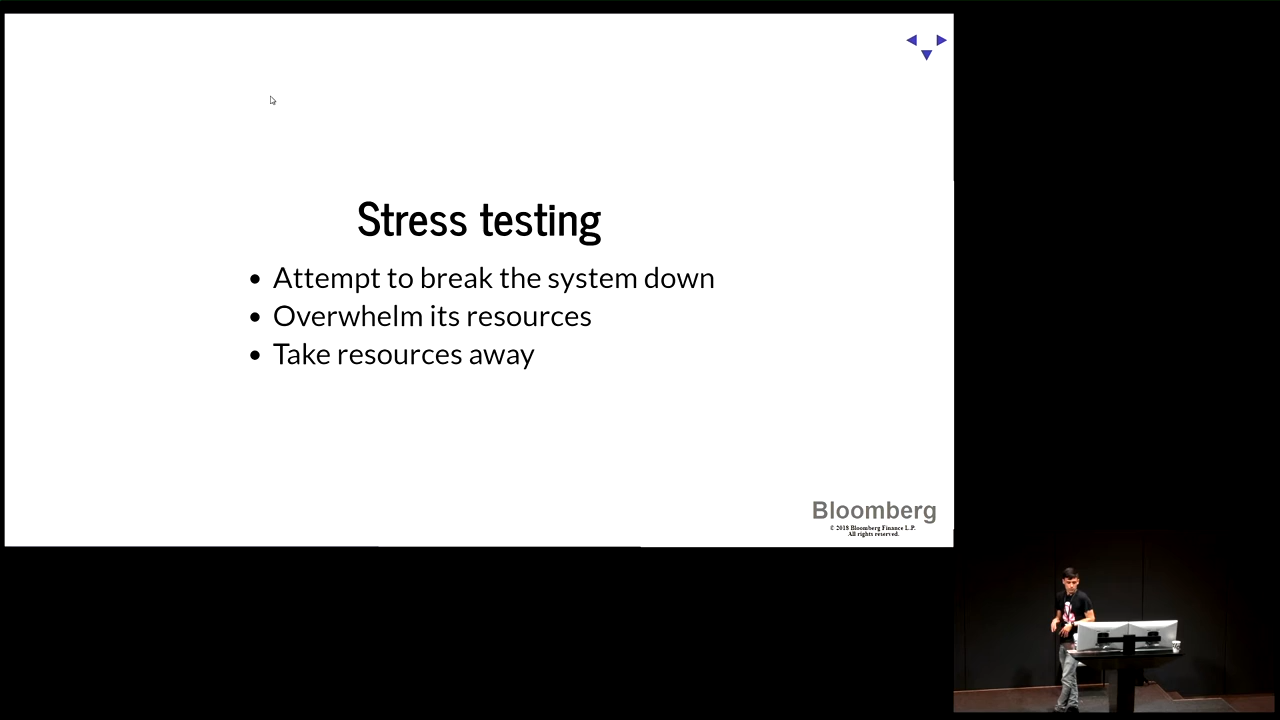 Stress testing
Attempt to break the system down
Overwhelm its resources
Take resources away
Bloomberg
© 2018 Bloomberg Finance L.P.
All rights reserved.